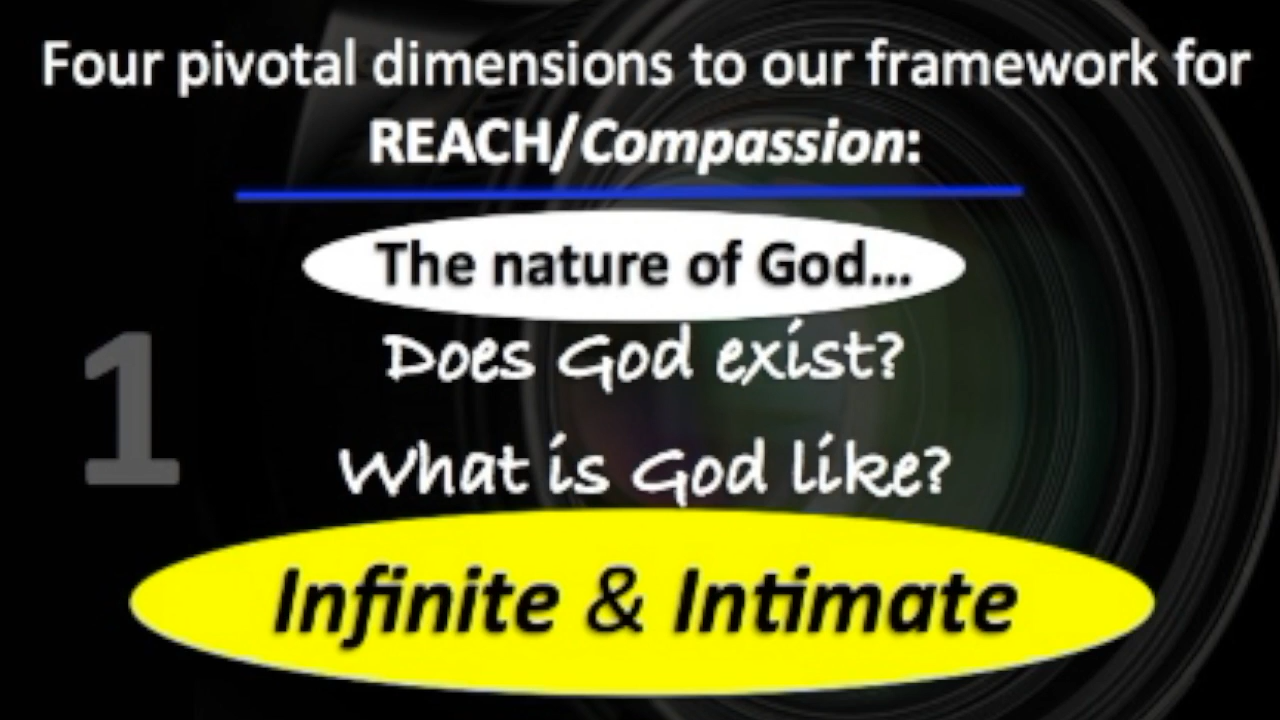 Four pivotal dimensions to our framework for
REACH/Compassion:
The nature of God...
1
Does God exist?
What is God like?
Infinite & Intimate